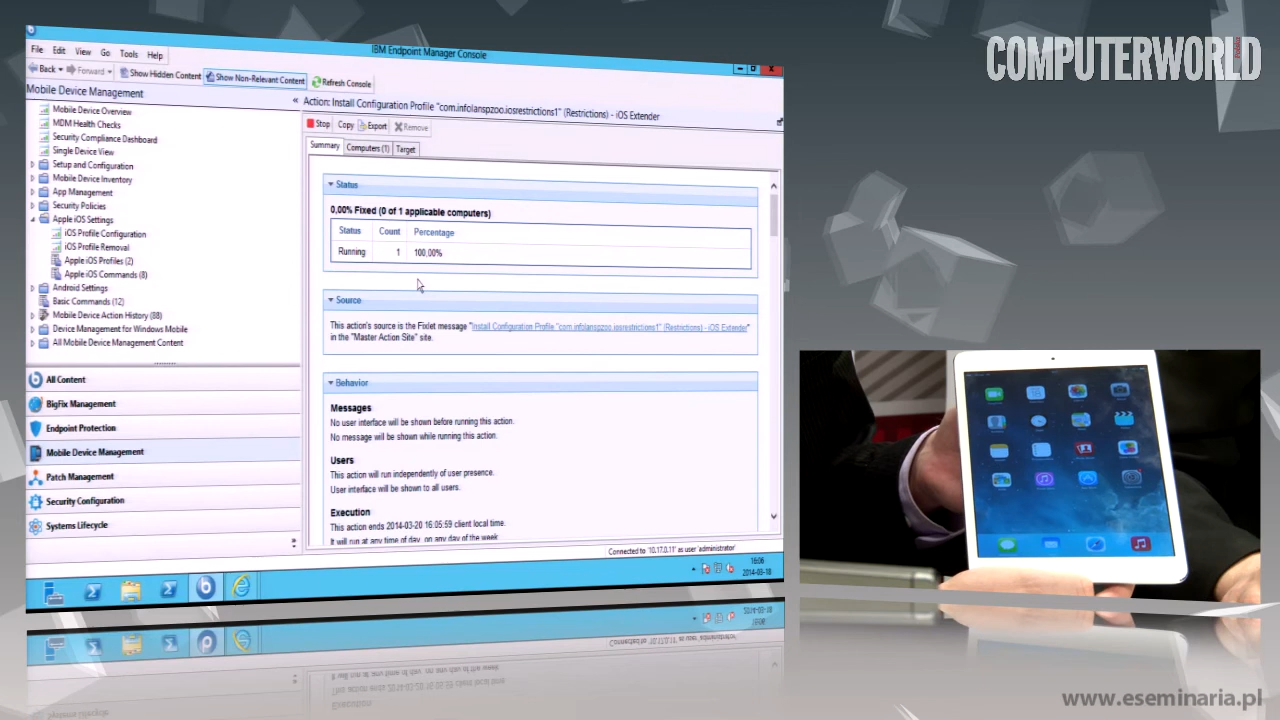 COMPUTERWORLD
IBM Endpoint Manager Console
File Edit View Go Tools Help
Back Forward Show Hidden Content Show Non-Relevant Content Refresh Console
Mobile Device Management
Mobile Device Overview
MDM Health Checks
Security Compliance Dashboard
Single Device View
Setup and Configuration
Mobile Device Inventory
App Management
Security Policies
Apple iOS Settings
iOS Profile Configuration
iOS Profile Removal
Apple iOS Profiles (2)
Apple iOS Commands (8)
Android Settings
Basic Commands (12)
Mobile Device Action History (88)
Device Management for Windows Mobile
All Mobile Device Management Content
All Content
BigFix Management
Endpoint Protection
Mobile Device Management
Patch Management
Security Configuration
Systems Lifecycle
Action: Install Configuration Profile "com.infolanspzoo.iosrestrictions1" (Restrictions) - iOS Extender
Stop Copy Export Remove
Summary Computers (1) Target
Status
0,00% Fixed (0 of 1 applicable computers)
Status Count Percentage
Running 1 100,00%
Source
This action's source is the Fixlet message "Install Configuration Profile "com.infolanspzoo.iosrestrictions1" (Restrictions) - iOS Extender"
in the "Master Action Site" site.
Behavior
Messages
No user interface will be shown before running this action.
No message will be shown while running this action.
Users
This action will run independently of user presence.
User interface will be shown to all users.
Execution
This action ends 2014-03-20 16:05:59 client local time.
It will run at any time of day, on any day of the week
Connected to '10.17.0.11' as user 'administrator'
16:06
2014-03-18
www.eseminaria.pl